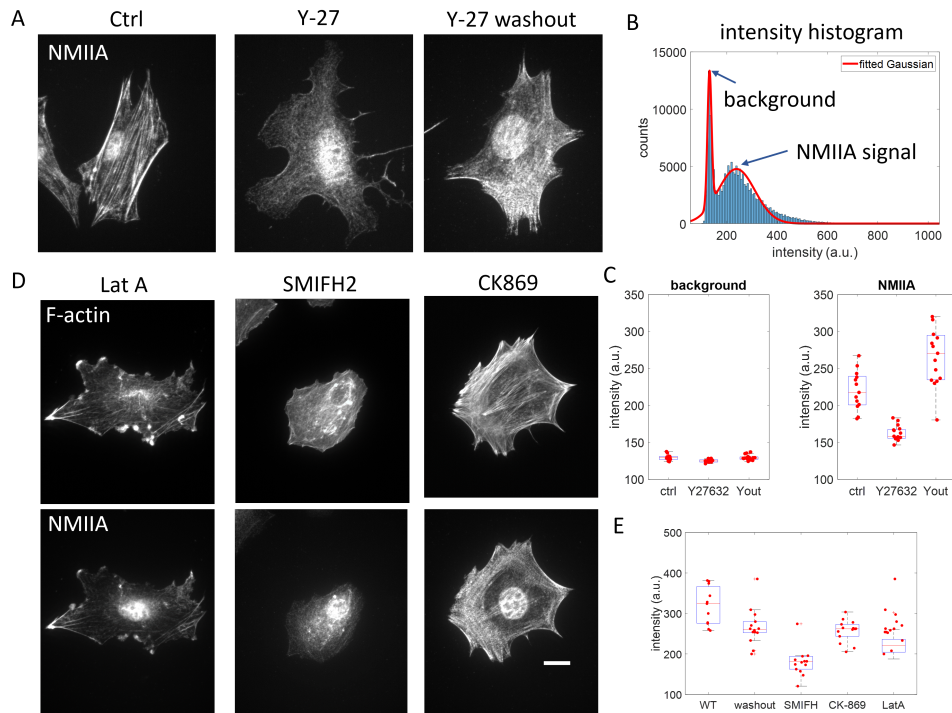 A
Ctrl
Y-27
Y-27 washout
NMIIA
B
intensity histogram
15000
10000
5000
0
counts
fitted Gaussian
background
NMIIA signal
200
400
600
800
1000
intensity (a.u.)
D
Lat A
SMIFH2
CK869
F-actin
NMIIA
C
background
350
300
250
200
150
100
intensity (a.u.)
ctrl
Y27632
Yout
NMIIA
350
300
250
200
150
100
intensity (a.u.)
ctrl
Y27632
Yout
E
500
400
300
200
100
intensity (a.u.)
WT
washout
SMIFH
CK-869
LatA